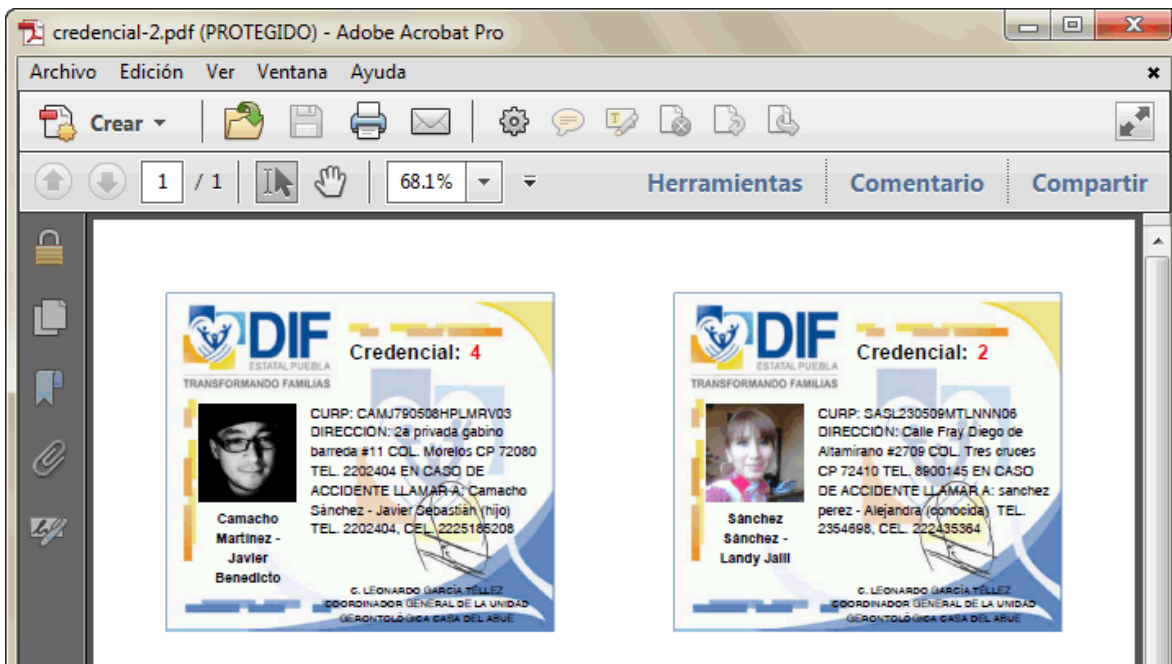 credencial-2.pdf (PROTEGIDO) - Adobe Acrobat Pro
Archivo Edición Ver Ventana Ayuda
Crear
1 / 1 68.1% Herramientas Comentario Compartir
DIF
ESTATAL PUEBLA
TRANSFORMANDO FAMILIAS
Credencial: 4
CURP: CAMJ790508HPLMRV03
DIRECCIÓN: 2a privada gabino
barreda #11 COL. Morelos CP 72080
TEL. 2202404 EN CASO DE
ACCIDENTE LLAMAR A: Camacho
Sánchez - Javier Sebastián (hijo)
TEL. 2202404, CEL. 2225185208
Camacho
Martínez -
Javier
Benedicto
C. LEONARDO GARCÍA TÉLLEZ
COORDINADOR GENERAL DE LA UNIDAD
GERONTOLÓGICA CASA DEL ABUE
DIF
ESTATAL PUEBLA
TRANSFORMANDO FAMILIAS
Credencial: 2
CURP: SASL230509MTLNNN06
DIRECCIÓN: Calle Fray Diego de
Altamirano #2709 COL. Tres cruces
CP 72410 TEL. 8900145 EN CASO
DE ACCIDENTE LLAMAR A: sanchez
perez - Alejandra (conocida) TEL.
2354698, CEL. 222435364
Sánchez
Sánchez -
Landy Jalil
C. LEONARDO GARCÍA TÉLLEZ
COORDINADOR GENERAL DE LA UNIDAD
GERONTOLÓGICA CASA DEL ABUE